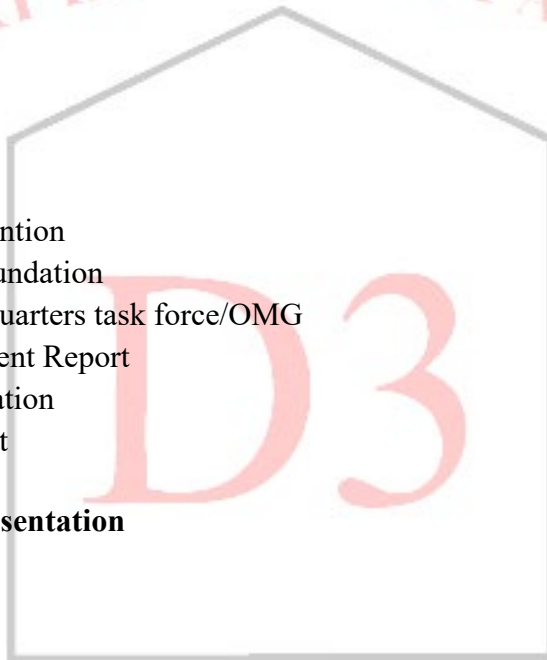 ntion
undation
uarters task force/OMG
ent Report
ation
t
sentation
D3